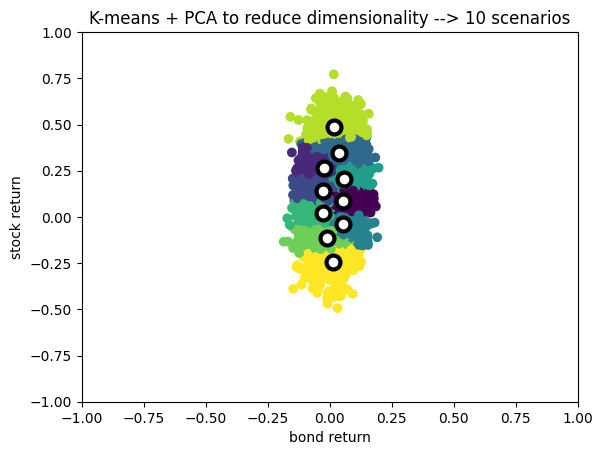 K-means + PCA to reduce dimensionality --> 10 scenarios
1.00
0.75
0.50
0.25
0.00
−0.25
−0.50
−0.75
−1.00
stock return
−1.00 −0.75 −0.50 −0.25 0.00 0.25 0.50 0.75 1.00
bond return